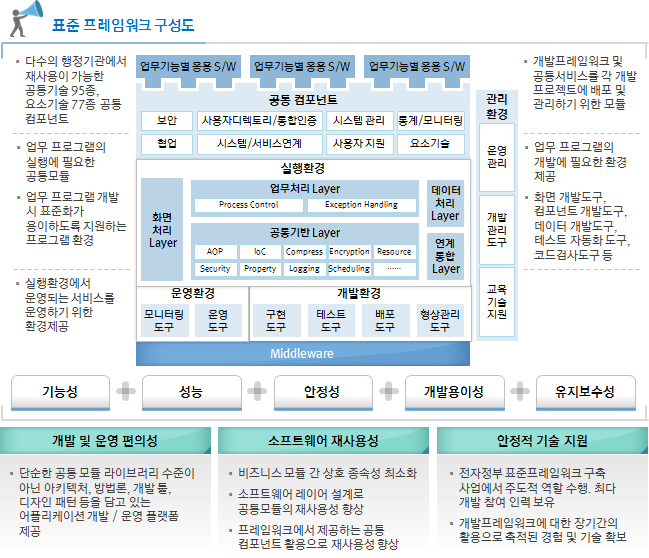 표준 프레임워크 구성도
다수의 행정기관에서
재사용이 가능한
공통기술 95종,
요소기술 77종 공통
컴포넌트
업무 프로그램의
실행에 필요한
공통모듈
업무 프로그램 개발
시 표준화가
용이하도록 지원하는
프로그램 환경
실행환경에서
운영되는 서비스를
운영하기 위한
환경제공
업무기능별 응용 S/W 업무기능별 응용 S/W 업무기능별 응용 S/W
공통 컴포넌트
보안 사용자디렉토리/통합인증 시스템 관리 통계/모니터링
협업 시스템/서비스연계 사용자 지원 요소기술
실행환경
화면
처리
Layer
업무처리 Layer
Process Control Exception Handling
공통기반 Layer
AOP IoC Compress Encryption Resource
Security Property Logging Scheduling ......
데이터
처리
Layer
연계
통합
Layer
운영환경
모니터링
도구
운영
도구
개발환경
구현
도구
테스트
도구
배포
도구
형상관리
도구
Middleware
관리
환경
운영
관리
개발
관리
도구
교육
기술
지원
개발프레임워크 및
공통서비스를 각 개발
프로젝트에 배포 및
관리하기 위한 모듈
업무 프로그램의
개발에 필요한 환경
제공
화면 개발도구,
컴포넌트 개발도구,
데이터 개발도구,
테스트 자동화 도구,
코드검사도구 등
기능성 + 성능 + 안정성 + 개발용이성 + 유지보수성
개발 및 운영 편의성
단순한 공통 모듈 라이브러리 수준이
아닌 아키텍처, 방법론, 개발 툴,
디자인 패턴 등을 담고 있는
어플리케이션 개발 / 운영 플랫폼
제공
소프트웨어 재사용성
비즈니스 모듈 간 상호 종속성 최소화
소프트웨어 레이어 설계로
공통모듈의 재사용성 향상
프레임워크에서 제공하는 공통
컴포넌트 활용으로 재사용성 향상
안정적 기술 지원
전자정부 표준프레임워크 구축
사업에서 주도적 역할 수행. 최다
개발 참여 인력 보유
개발프레임워크에 대한 장기간의
활용으로 축적된 경험 및 기술 확보